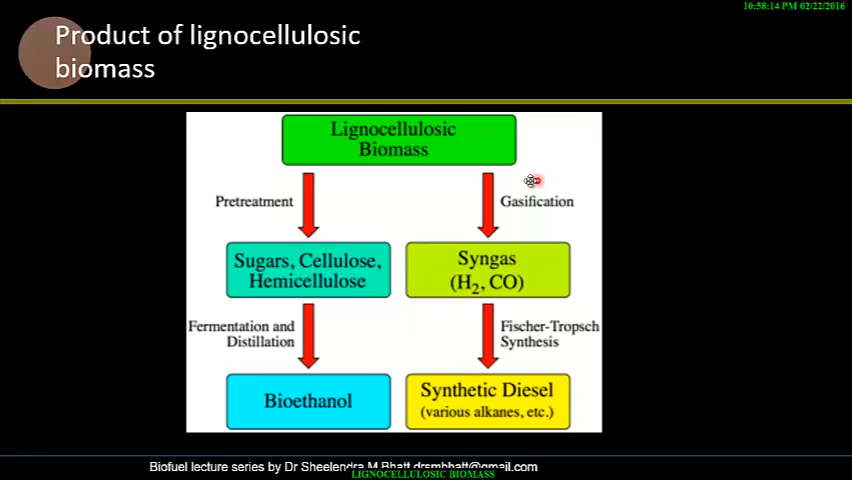 10:58:14 PM 02/22/2016
Product of lignocellulosic
biomass
Lignocellulosic
Biomass
Pretreatment
Gasification
Sugars, Cellulose,
Hemicellulose
Syngas
(H₂, CO)
Fermentation and
Distillation
Fischer-Tropsch
Synthesis
Bioethanol
Synthetic Diesel
(various alkanes, etc.)
Biofuel lecture series by Dr Sheelendra M Bhatt drsmbhatt@gmail.com
LIGNOCELLULOSIC BIOMASS